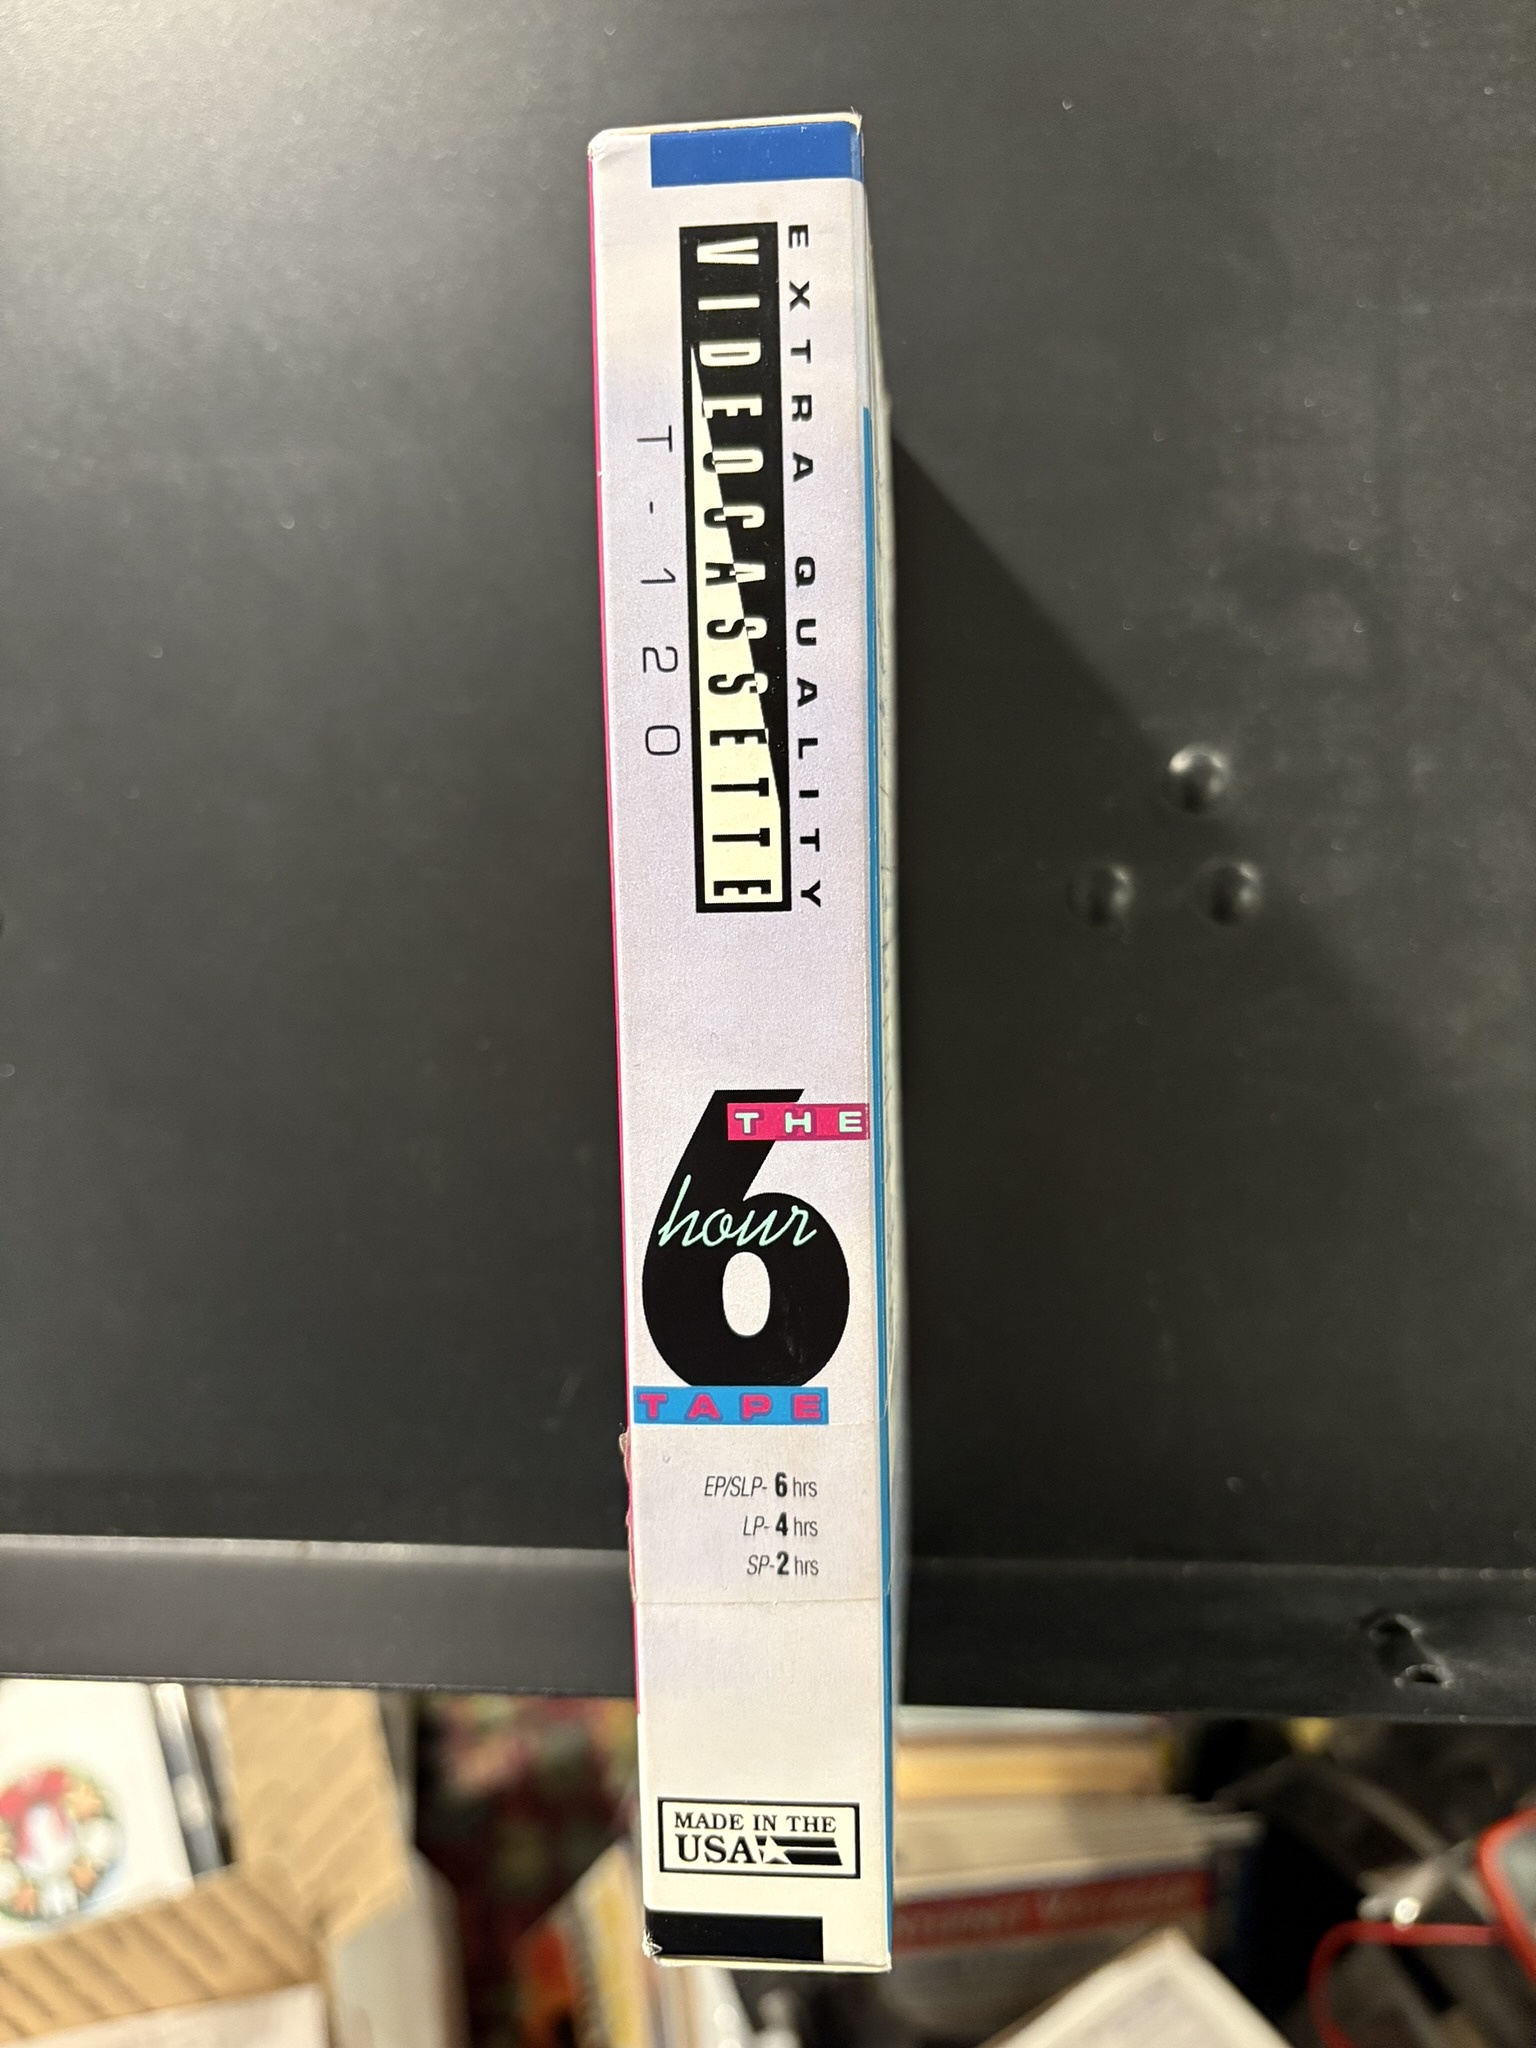 EXTRA QUALITY
VIDEOCASSETTE
T-120
THE
6
hour
TAPE
EP/SLP- 6 hrs
LP- 4 hrs
SP- 2 hrs
MADE IN THE
USA